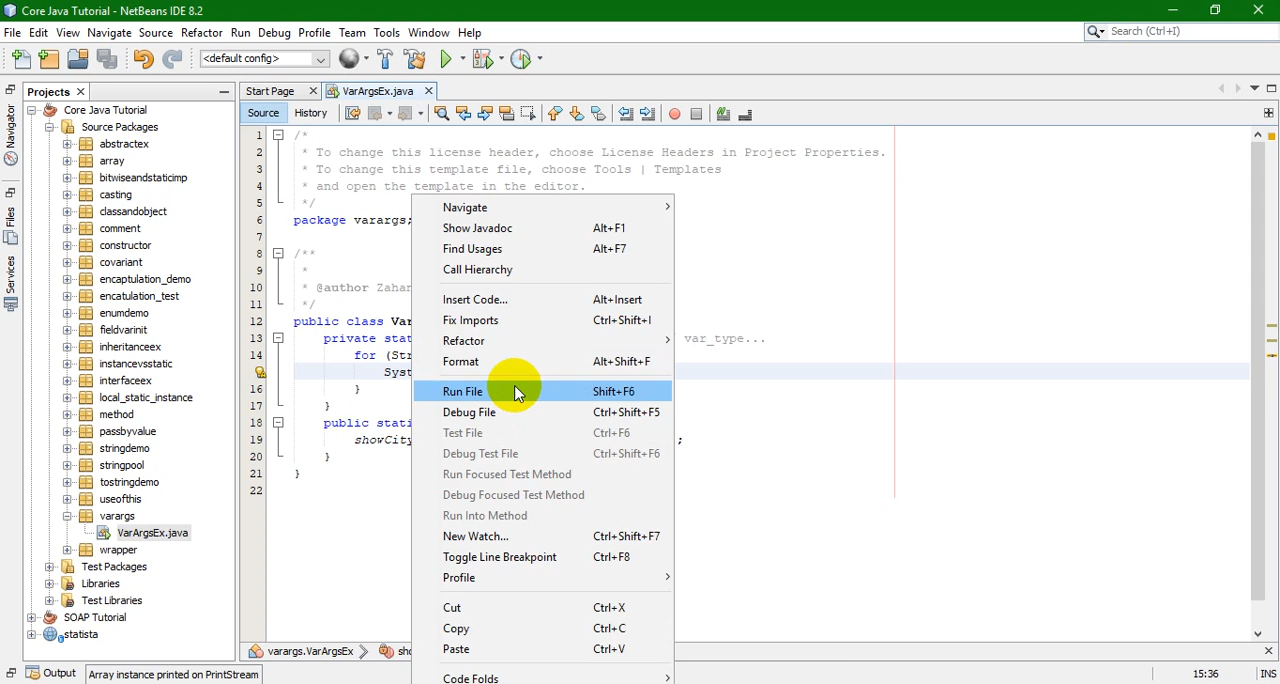 Core Java Tutorial - NetBeans IDE 8.2
File Edit View Navigate Source Refactor Run Debug Profile Team Tools Window Help
Search (Ctrl+I)
<default config>
Projects
Start Page
VarArgsEx.java
Source History
Navigator
Files
Services
Core Java Tutorial
Source Packages
abstractex
array
bitwiseandstaticimp
casting
classandobject
comment
constructor
covariant
encaptulation_demo
encatulation_test
enumdemo
fieldvarinit
inheritanceex
instancevsstatic
interfaceex
local_static_instance
method
passbyvalue
stringdemo
stringpool
tostringdemo
useofthis
varargs
VarArgsEx.java
wrapper
Test Packages
Libraries
Test Libraries
SOAP Tutorial
statista
1 /*
2 * To change this license header, choose License Headers in Project Properties.
3 * To change this template file, choose Tools | Templates
4 * and open the template in the editor.
5 */
6 package varargs;
7
8 /**
9 *
10 * @author Zahar
11 */
12 public class Var
13 private stat var_type...
14 for (Str
Syst
16 }
17 }
18 public stati
19 showCity ;
20 }
21 }
22
Navigate
Show Javadoc Alt+F1
Find Usages Alt+F7
Call Hierarchy
Insert Code... Alt+Insert
Fix Imports Ctrl+Shift+I
Refactor
Format Alt+Shift+F
Run File Shift+F6
Debug File Ctrl+Shift+F5
Test File Ctrl+F6
Debug Test File Ctrl+Shift+F6
Run Focused Test Method
Debug Focused Test Method
Run Into Method
New Watch... Ctrl+Shift+F7
Toggle Line Breakpoint Ctrl+F8
Profile
Cut Ctrl+X
Copy Ctrl+C
Paste Ctrl+V
Code Folds
varargs.VarArgsEx
sho
Output
Array instance printed on PrintStream
15:36 INS